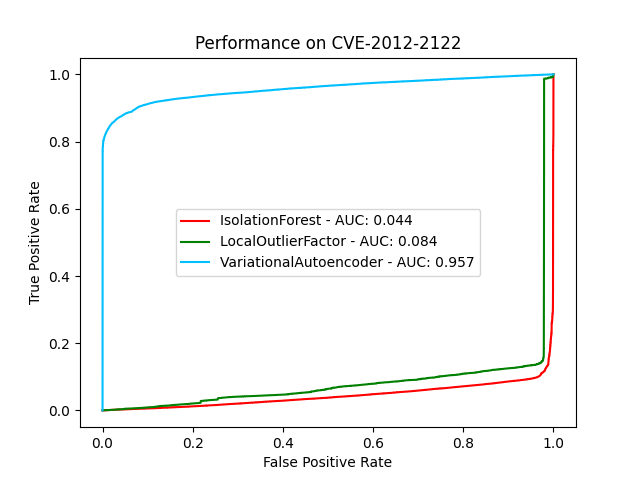 Performance on CVE-2012-2122
1.0
0.8
0.6
0.4
0.2
0.0
True Positive Rate
IsolationForest - AUC: 0.044
LocalOutlierFactor - AUC: 0.084
VariationalAutoencoder - AUC: 0.957
0.0 0.2 0.4 0.6 0.8 1.0
False Positive Rate